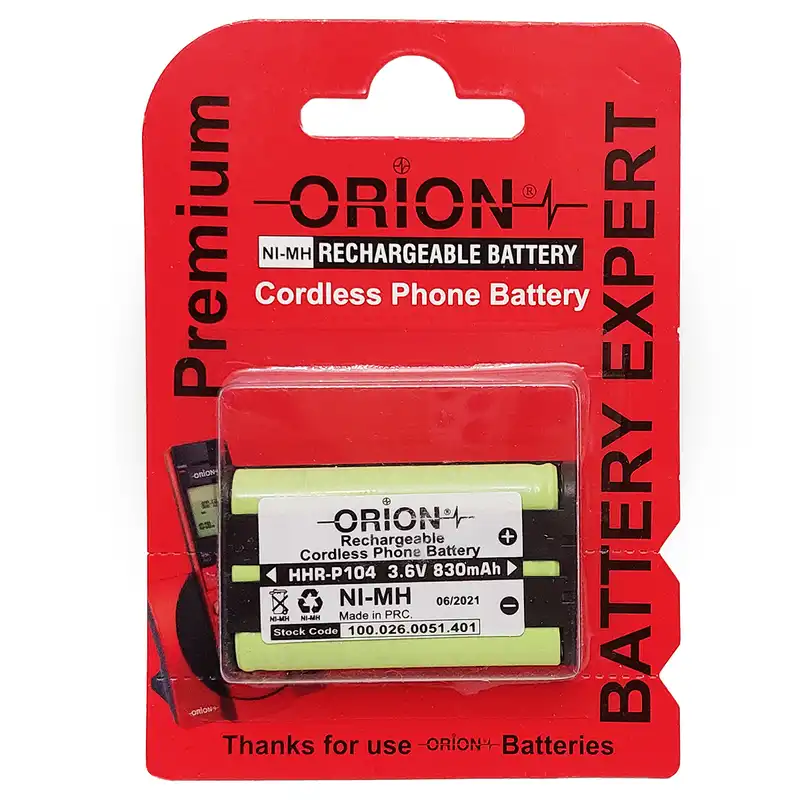 Premium
ORION®
NI-MH RECHARGEABLE BATTERY
Cordless Phone Battery
BATTERY EXPERT
ORION
ORION®
Rechargeable
Cordless Phone Battery
HHR-P104 3.6V 830mAh
+
NI-MH NI-MH NI-MH 06/2021
Made in PRC.
−
Stock Code 100.026.0051.401
ORION
Thanks for use ORION Batteries